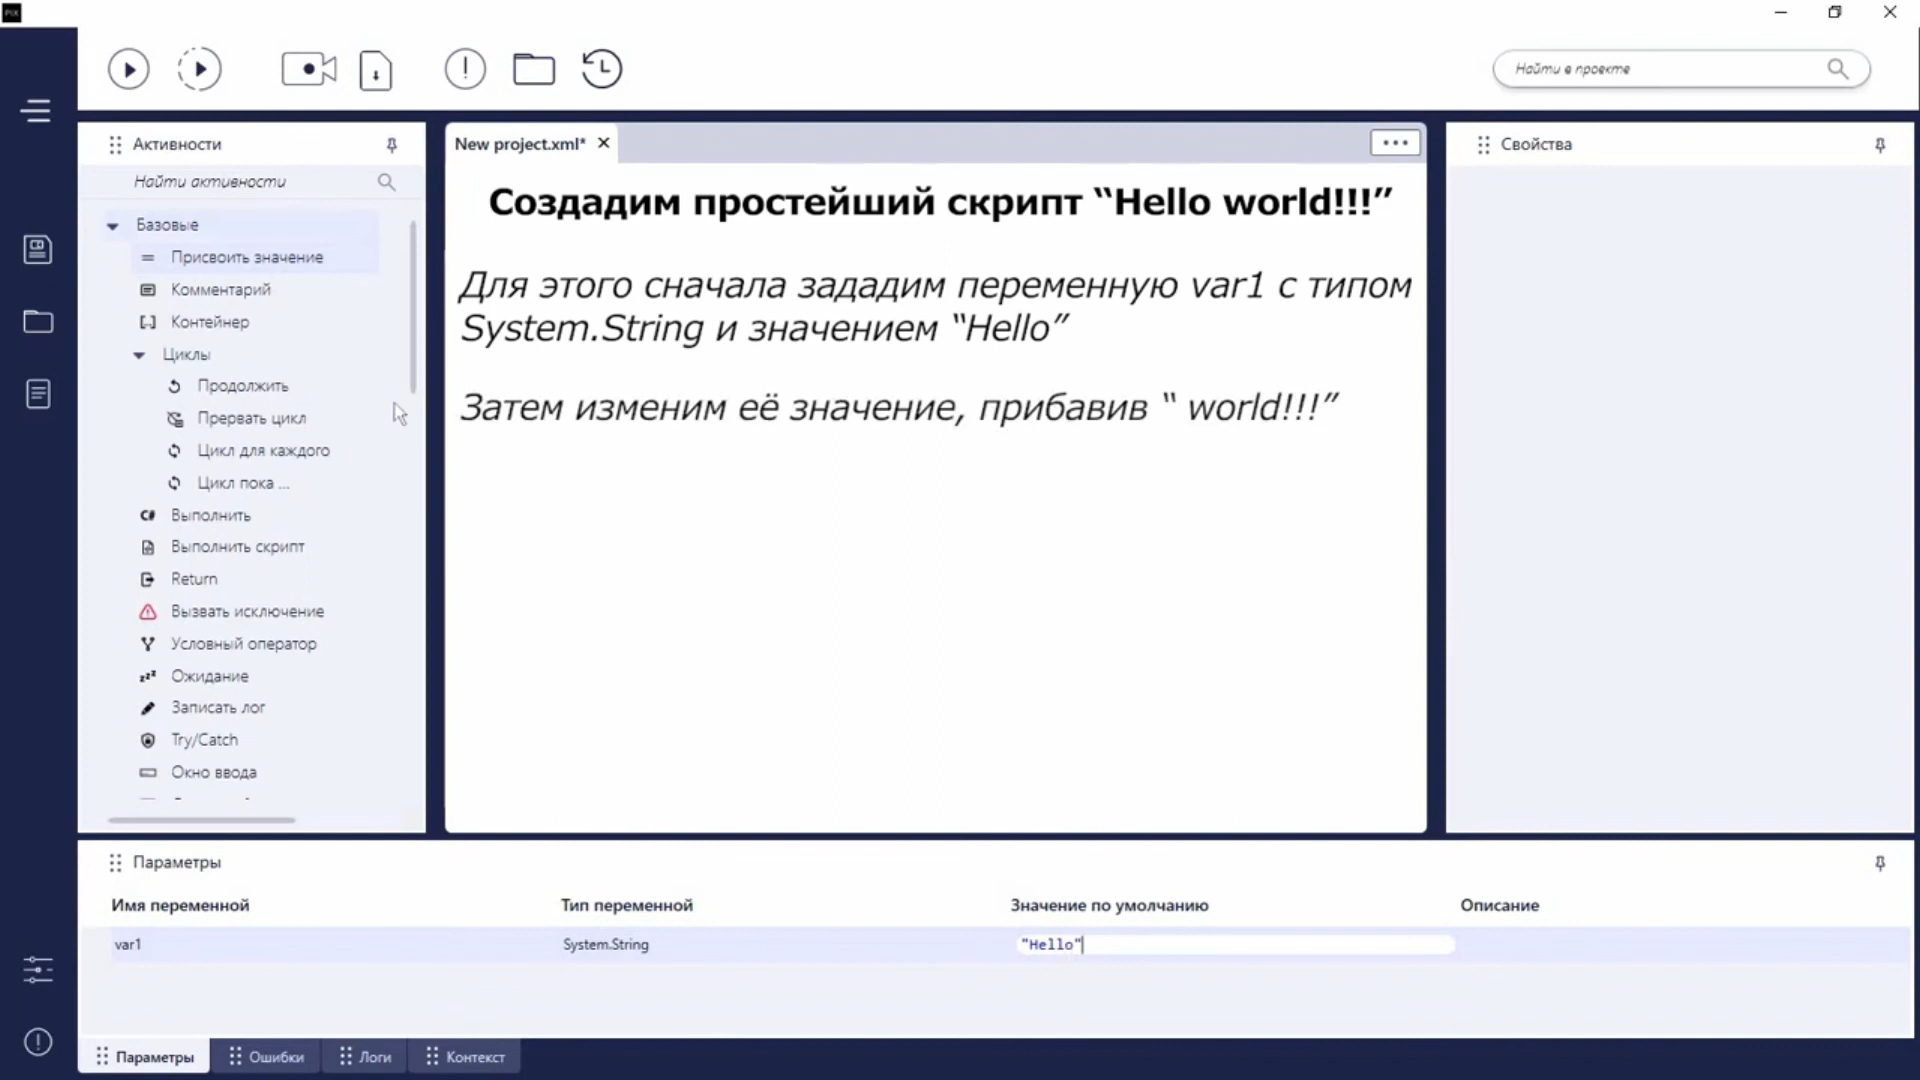 PIX
Найти в проекте
Активности
Найти активности
Базовые
Присвоить значение
Комментарий
Контейнер
Циклы
Продолжить
Прервать цикл
Цикл для каждого
Цикл пока ...
C# Выполнить
Выполнить скрипт
Return
Вызвать исключение
Условный оператор
Ожидание
Записать лог
Try/Catch
Окно ввода
New project.xml*
Создадим простейший скрипт “Hello world!!!”
Для этого сначала зададим переменную var1 с типом
System.String и значением “Hello”
Затем изменим её значение, прибавив “ world!!!”
Свойства
Параметры
Имя переменной Тип переменной Значение по умолчанию Описание
var1 System.String "Hello"
Параметры Ошибки Логи Контекст